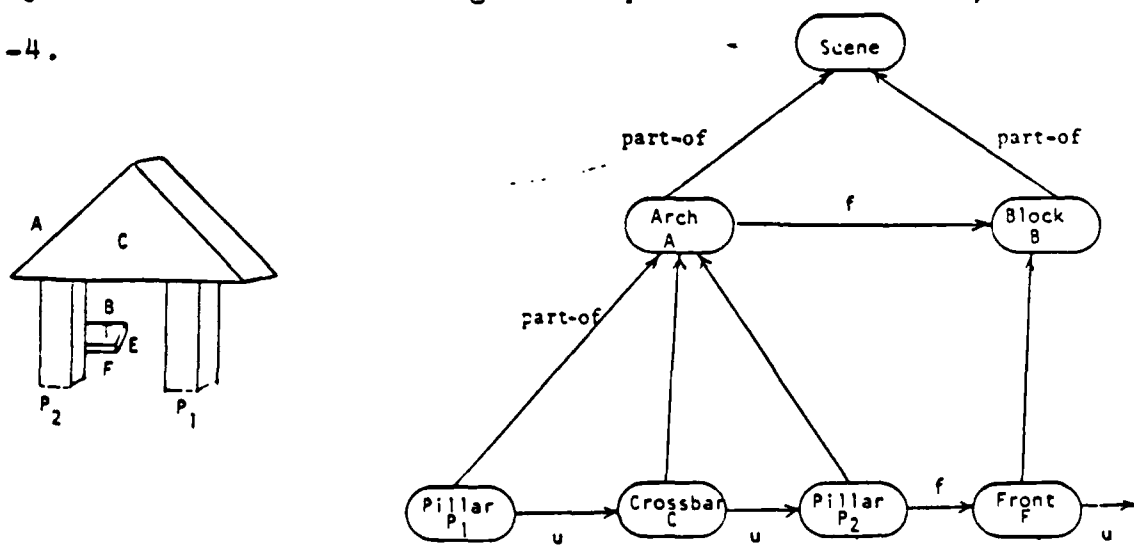 -4.
Scene
part-of
part-of
Arch
A
f
Block
B
A
C
B
E
F
P2
P1
part-of
Pillar
P1
u
Crossbar
C
u
Pillar
P2
f
Front
F
u